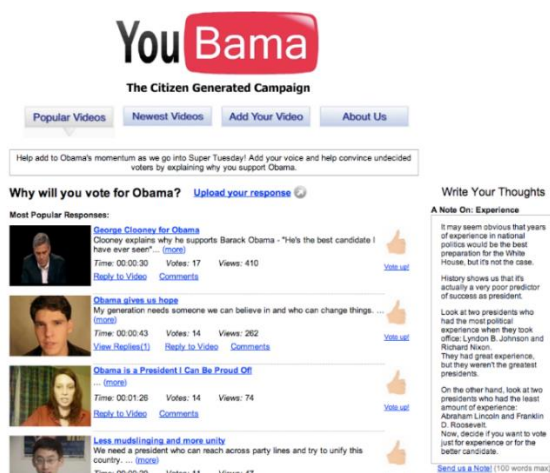 YouBama
The Citizen Generated Campaign
Popular Videos
Newest Videos
Add Your Video
About Us
Help add to Obama's momentum as we go into Super Tuesday! Add your voice and help convince undecided
voters by explaining why you support Obama.
Why will you vote for Obama? Upload your response
Most Popular Responses:
George Clooney for Obama
Clooney explains why he supports Barack Obama - "He's the best candidate I
have ever seen"... (more)
Time: 00:00:30 Votes: 17 Views: 410
Reply to Video Comments
Vote up!
Obama gives us hope
My generation needs someone we can believe in and who can change things. ...
(more)
Time: 00:00:43 Votes: 14 Views: 262
View Replies(1) Reply to Video Comments
Vote up!
Obama is a President I Can Be Proud Of!
... (more)
Time: 00:01:26 Votes: 14 Views: 74
Reply to Video Comments
Vote up!
Less mudslinging and more unity
We need a president who can reach across party lines and try to unify this
country. ... (more)
Write Your Thoughts
A Note On: Experience
It may seem obvious that years
of experience in national
politics would be the best
preparation for the White
House, but it's not the case.
History shows us that it's
actually a very poor predictor
of success as president.
Look at two presidents who
had the most political
experience when they took
office: Lyndon B. Johnson and
Richard Nixon.
They had great experience,
but they weren't the greatest
presidents.
On the other hand, look at two
presidents who had the least
amount of experience:
Abraham Lincoln and Franklin
D. Roosevelt.
Now, decide if you want to vote
just for experience or for the
better candidate.
Send us a Note! (100 words max